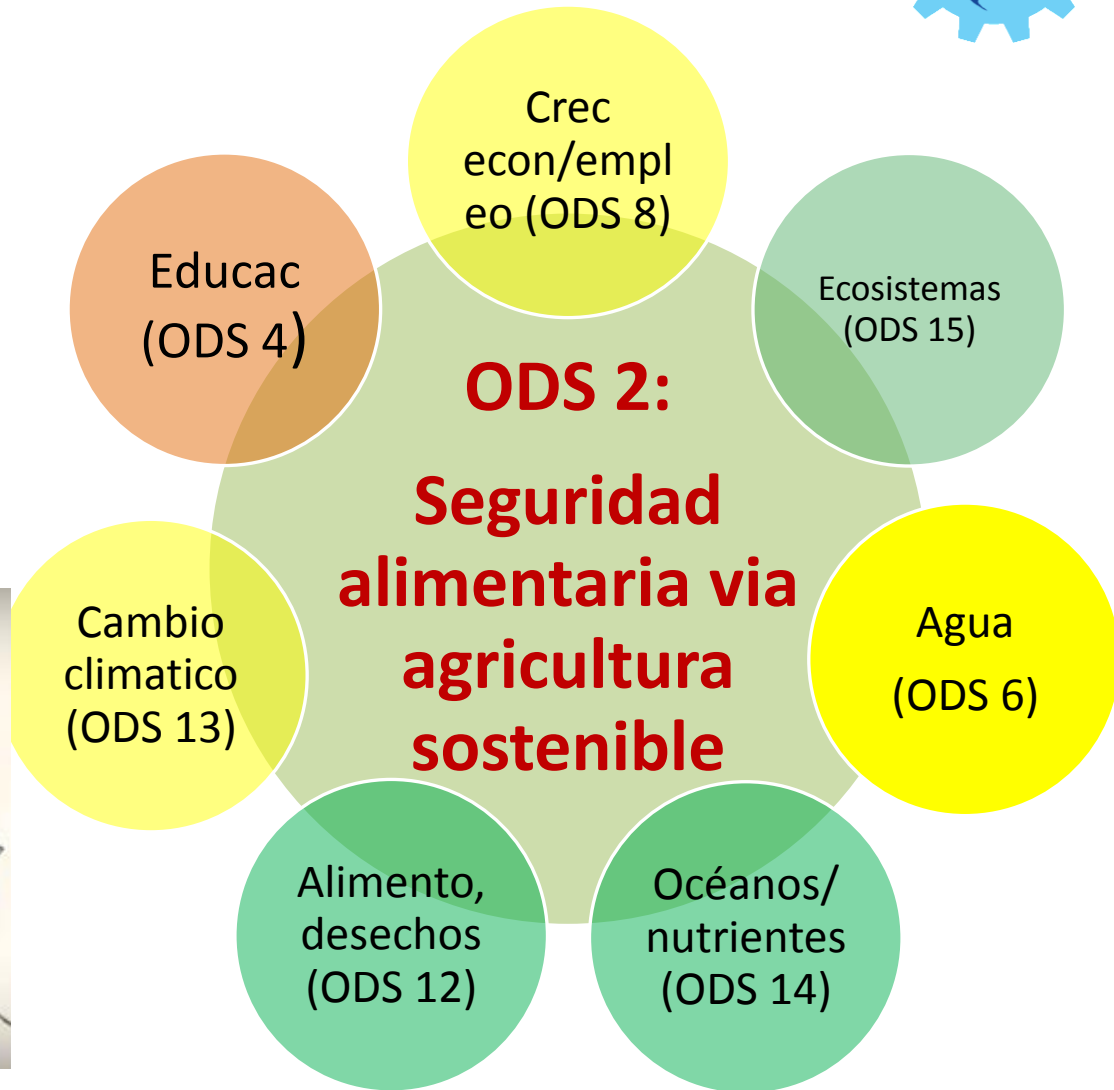 Crec
econ/empl
eo (ODS 8)
Educac
(ODS 4)
Ecosistemas
(ODS 15)
ODS 2:
Seguridad
alimentaria via
agricultura
sostenible
Agua
(ODS 6)
Cambio
climatico
(ODS 13)
Alimento,
desechos
(ODS 12)
Océanos/
nutrientes
(ODS 14)